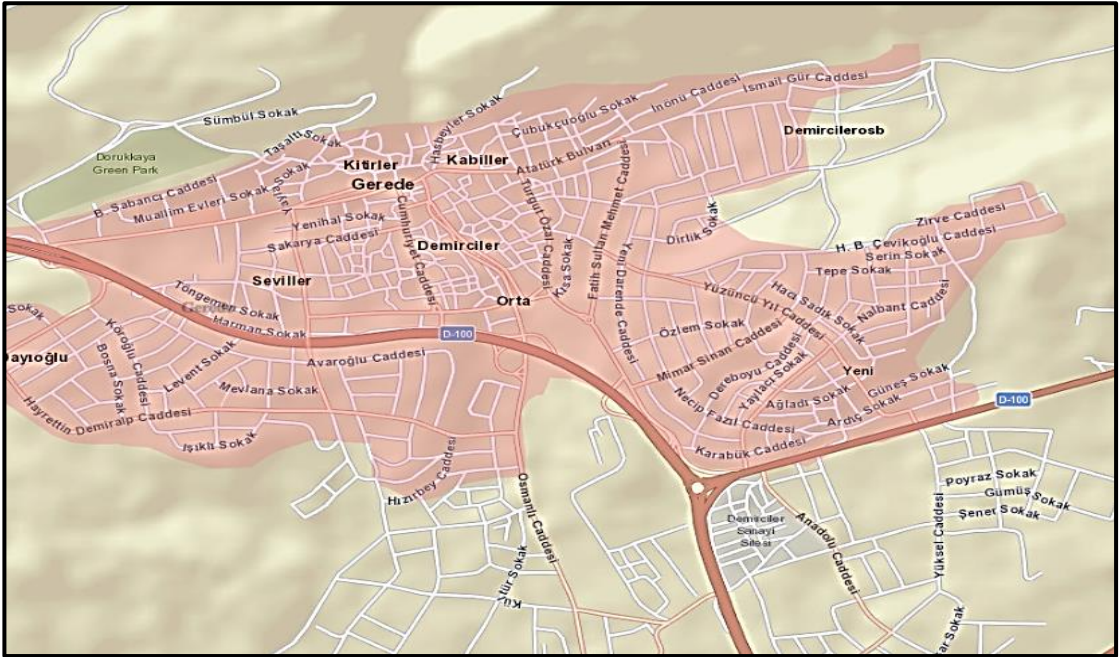 Sümbül Sokak
Taşaltı Sokak
Dorukkaya
Green Park
B. Sabancı Caddesi
Muallim Evleri Sokak
Sokak
Yayla
Hasbeyler Sokak
Çubukçuoğlu Sokak
İnönü Caddesi
İsmail Gür Caddesi
Demircilerosb
Kitirler
Kabiller
Atatürk Bulvarı
Gerede
Yenihal Sokak
Sakarya Caddesi
Cumhuriyet Caddesi
Demirciler
Turgut Özal Caddesi
Kısa Sokak
Fatih Sultan Mehmet Caddesi
Yeni Darende Caddesi
Dirlik Sokak
Zirve Caddesi
H. B. Çevikoğlu Caddesi
Serin Sokak
Tepe Sokak
Hacı Sadık Sokak
Nalbant Caddesi
Yüzüncü Yıl Caddesi
Seviller
Orta
Töngemen Sokak
Harman Sokak
Sokak
D-100
Özlem Sokak
Mimar Sinan Caddesi
Dereboyu Caddesi
Yaylacı Sokak
Yeni
Dayıoğlu
Köroğlu Caddesi
Bosna Sokak
Levent Sokak
Avaroğlu Caddesi
Mevlana Sokak
Hayrettin Demiralp Caddesi
Işıklı Sokak
Necip Fazıl Caddesi
Ağladı Sokak
Güneş Sokak
Ardıç Sokak
D-100
Karabük Caddesi
Hızırbey Caddesi
Osmanlı Caddesi
Demirciler
Sanayi
Sitesi
Anadolu Caddesi
Yüksel Caddesi
Poyraz Sokak
Gümüş Sokak
Şener Sokak